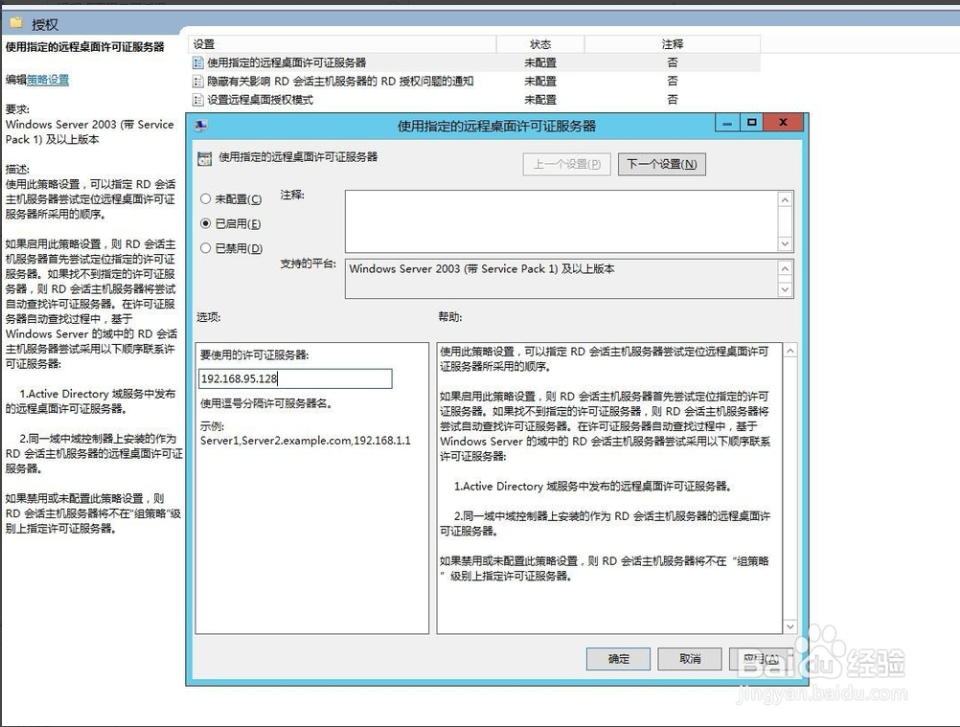 授权
使用指定的远程桌面许可证服务器
编辑策略设置
要求:
Windows Server 2003 (带 Service
Pack 1) 及以上版本
描述:
使用此策略设置，可以指定 RD 会话
主机服务器尝试定位远程桌面许可证
服务器所采用的顺序。
如果启用此策略设置，则 RD 会话主
机服务器首先尝试定位指定的许可证
服务器。如果找不到指定的许可证服
务器，则 RD 会话主机服务器将尝试
自动查找许可证服务器。在许可证服
务器自动查找过程中，基于
Windows Server 的域中的 RD 会话
主机服务器尝试采用以下顺序联系许
可证服务器:
1.Active Directory 域服务中发布
的远程桌面许可证服务器。
2.同一域中域控制器上安装的作为
RD 会话主机服务器的远程桌面许可证
服务器。
如果禁用或未配置此策略设置，则
RD 会话主机服务器将不在"组策略"级
别上指定许可证服务器。
设置 状态 注释
使用指定的远程桌面许可证服务器 未配置 否
隐藏有关影响 RD 会话主机服务器的 RD 授权问题的通知 未配置 否
设置远程桌面授权模式 未配置 否
使用指定的远程桌面许可证服务器
使用指定的远程桌面许可证服务器
上一个设置(P) 下一个设置(N)
未配置(C) 注释:
已启用(E)
已禁用(D)
支持的平台: Windows Server 2003 (带 Service Pack 1) 及以上版本
选项: 帮助:
要使用的许可证服务器:
192.168.95.128
使用逗号分隔许可服务器名。
示例:
Server1,Server2.example.com,192.168.1.1
使用此策略设置，可以指定 RD 会话主机服务器尝试定位远程桌面许可
证服务器所采用的顺序。
如果启用此策略设置，则 RD 会话主机服务器首先尝试定位指定的许可
证服务器。如果找不到指定的许可证服务器，则 RD 会话主机服务器将
尝试自动查找许可证服务器。在许可证服务器自动查找过程中，基于
Windows Server 的域中的 RD 会话主机服务器尝试采用以下顺序联系
许可证服务器:
1.Active Directory 域服务中发布的远程桌面许可证服务器。
2.同一域中域控制器上安装的作为 RD 会话主机服务器的远程桌面许
可证服务器。
如果禁用或未配置此策略设置，则 RD 会话主机服务器将不在 "组策略
" 级别上指定许可证服务器。
确定 取消 应用(A)
Baidu 经验
jingyan.baidu.com